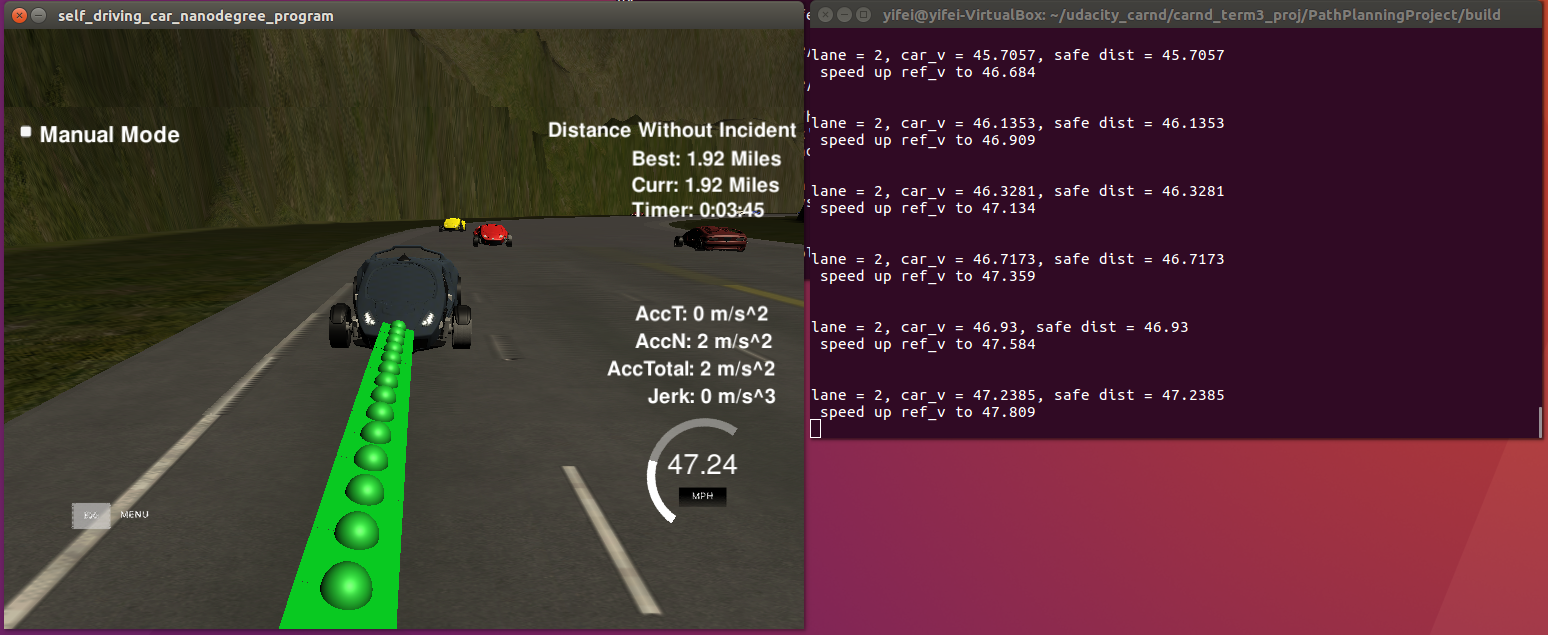 self_driving_car_nanodegree_program
Manual Mode
Distance Without Incident
Best: 1.92 Miles
Curr: 1.92 Miles
Timer: 0:03:45
AccT: 0 m/s^2
AccN: 2 m/s^2
AccTotal: 2 m/s^2
Jerk: 0 m/s^3
47.24
MPH
MENU
yifei@yifei-VirtualBox: ~/udacity_carnd/carnd_term3_proj/PathPlanningProject/build
lane = 2, car_v = 45.7057, safe dist = 45.7057
speed up ref_v to 46.684
lane = 2, car_v = 46.1353, safe dist = 46.1353
speed up ref_v to 46.909
lane = 2, car_v = 46.3281, safe dist = 46.3281
speed up ref_v to 47.134
lane = 2, car_v = 46.7173, safe dist = 46.7173
speed up ref_v to 47.359
lane = 2, car_v = 46.93, safe dist = 46.93
speed up ref_v to 47.584
lane = 2, car_v = 47.2385, safe dist = 47.2385
speed up ref_v to 47.809